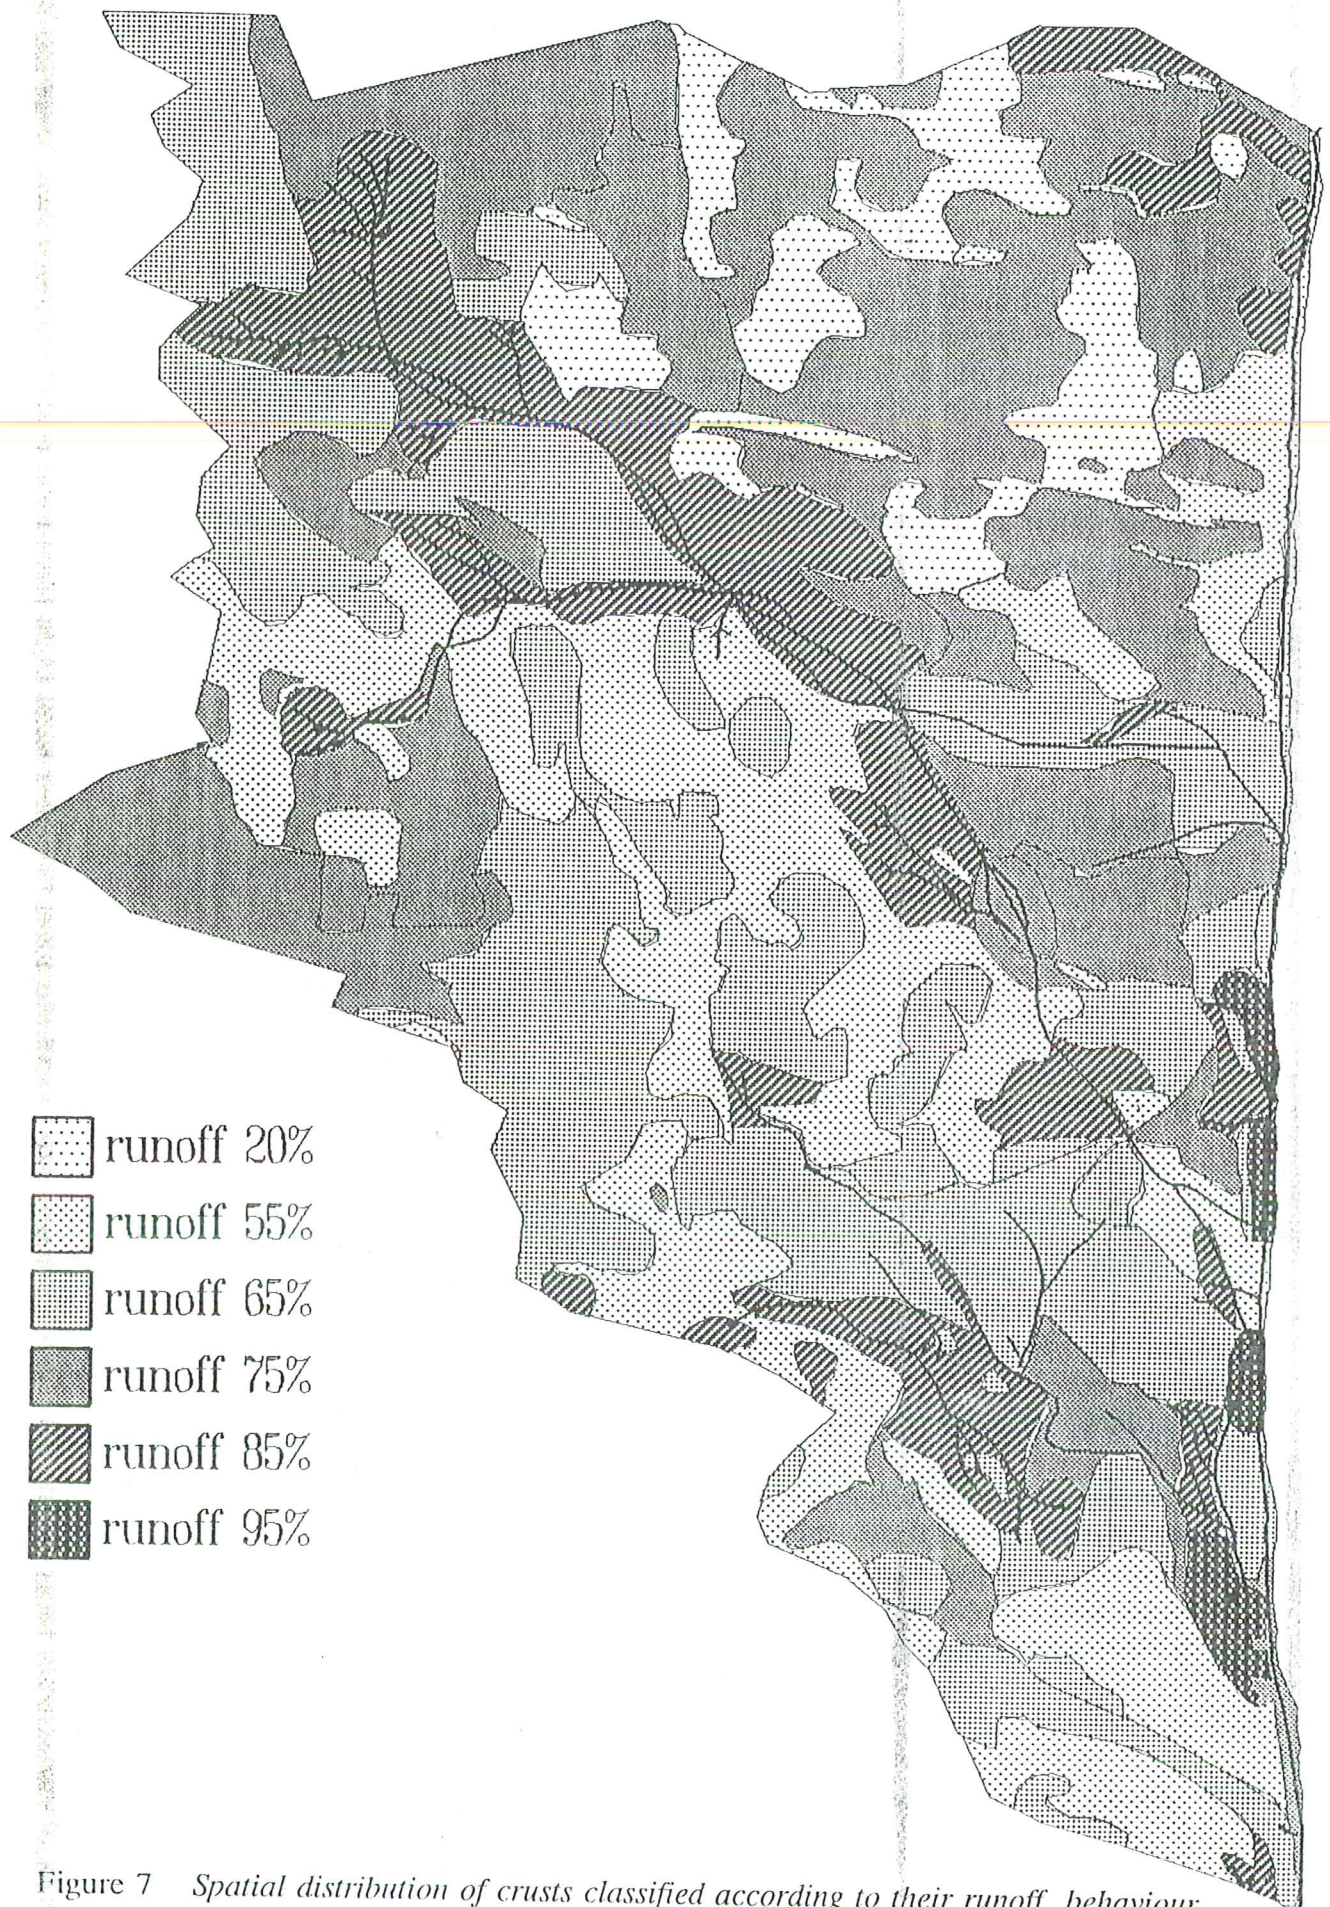 runoff 20%
runoff 55%
runoff 65%
runoff 75%
runoff 85%
runoff 95%
Figure 7 Spatial distribution of crusts classified according to their runoff behaviour